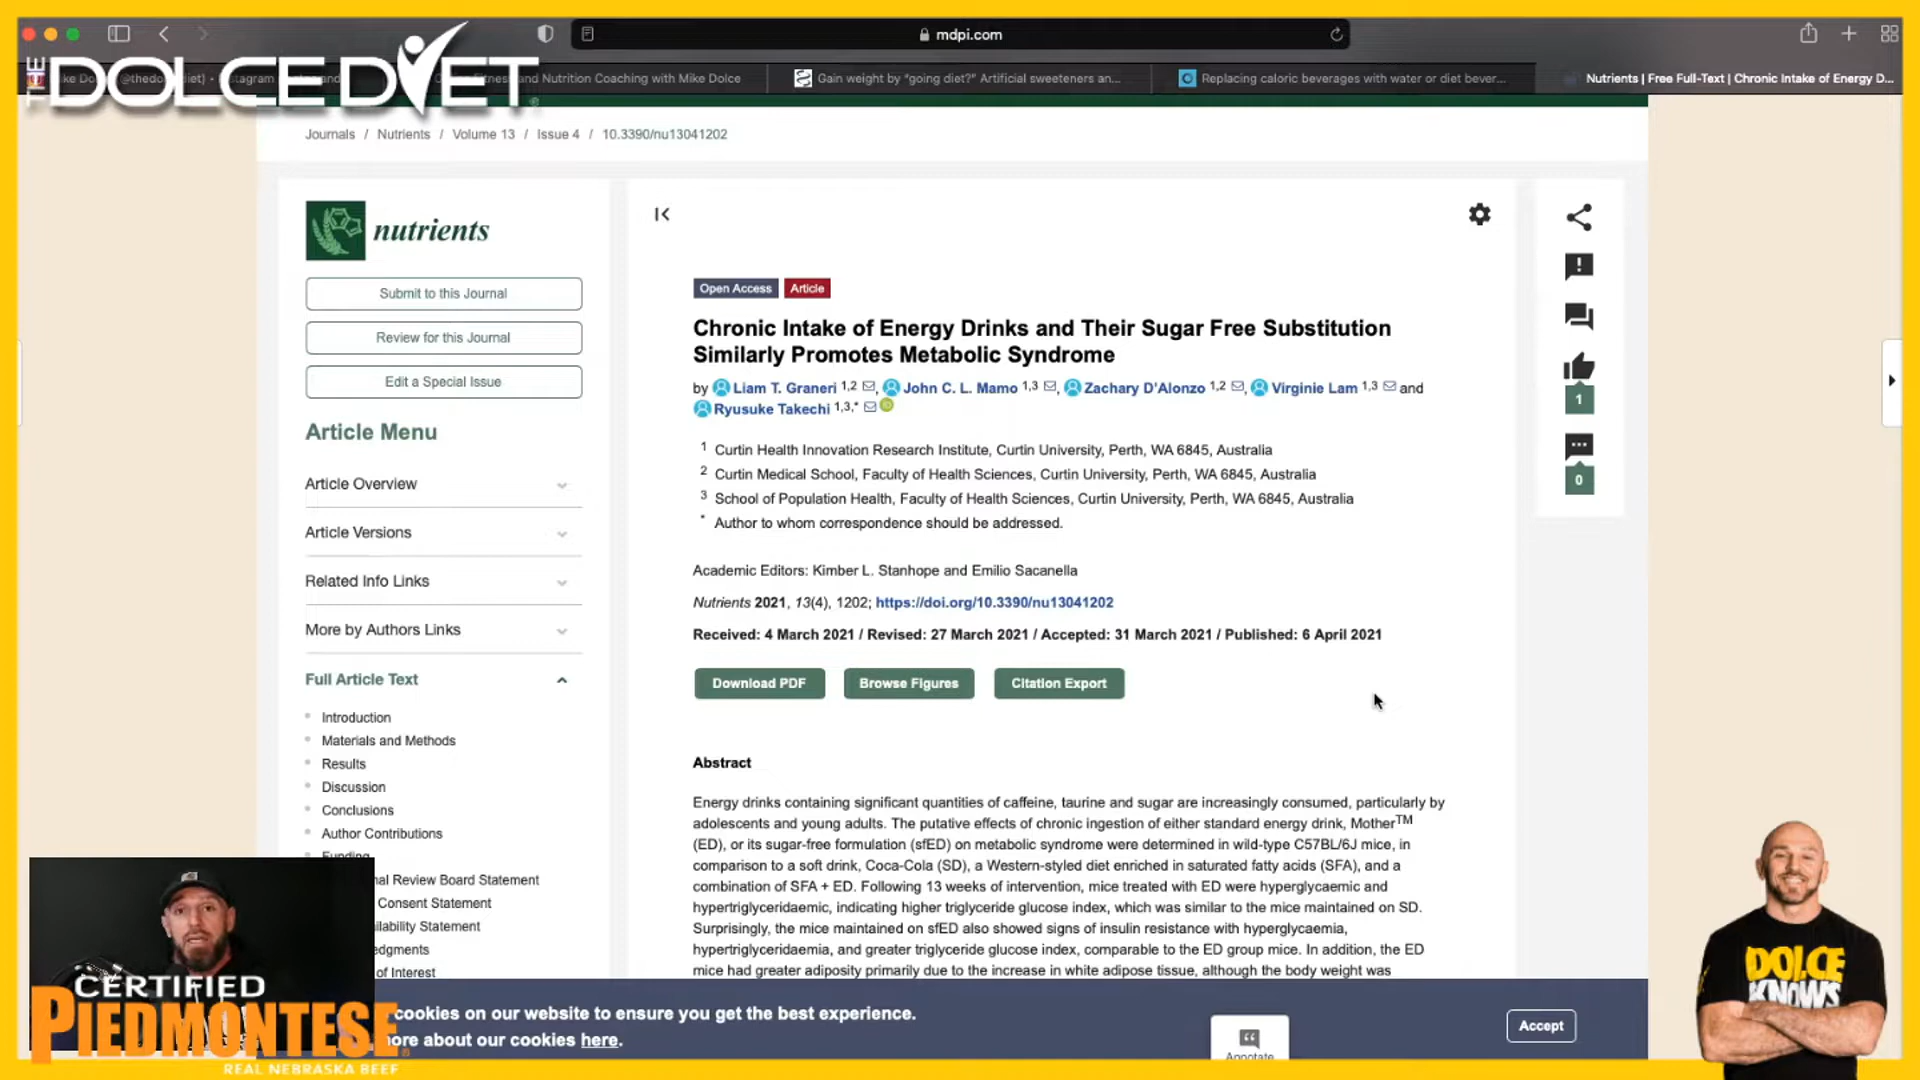 mdpi.com
THE DOLCE DIET
(@thedolcediet) • Instagram
Fitness and Nutrition Coaching with Mike Dolce
Gain weight by "going diet?" Artificial sweeteners an...
Replacing caloric beverages with water or diet bever...
Nutrients | Free Full-Text | Chronic Intake of Energy D...
Journals / Nutrients / Volume 13 / Issue 4 / 10.3390/nu13041202
nutrients
Submit to this Journal
Review for this Journal
Edit a Special Issue
Article Menu
Article Overview
Article Versions
Related Info Links
More by Authors Links
Full Article Text
Introduction
Materials and Methods
Results
Discussion
Conclusions
Author Contributions
Funding
nal Review Board Statement
Consent Statement
ilability Statement
dgments
of Interest
Open Access Article
Chronic Intake of Energy Drinks and Their Sugar Free Substitution
Similarly Promotes Metabolic Syndrome
by Liam T. Graneri 1,2, John C. L. Mamo 1,3, Zachary D'Alonzo 1,2, Virginie Lam 1,3 and
Ryusuke Takechi 1,3,*
1 Curtin Health Innovation Research Institute, Curtin University, Perth, WA 6845, Australia
2 Curtin Medical School, Faculty of Health Sciences, Curtin University, Perth, WA 6845, Australia
3 School of Population Health, Faculty of Health Sciences, Curtin University, Perth, WA 6845, Australia
* Author to whom correspondence should be addressed.
Academic Editors: Kimber L. Stanhope and Emilio Sacanella
Nutrients 2021, 13(4), 1202; https://doi.org/10.3390/nu13041202
Received: 4 March 2021 / Revised: 27 March 2021 / Accepted: 31 March 2021 / Published: 6 April 2021
Download PDF
Browse Figures
Citation Export
Abstract
Energy drinks containing significant quantities of caffeine, taurine and sugar are increasingly consumed, particularly by
adolescents and young adults. The putative effects of chronic ingestion of either standard energy drink, Mother™
(ED), or its sugar-free formulation (sfED) on metabolic syndrome were determined in wild-type C57BL/6J mice, in
comparison to a soft drink, Coca-Cola (SD), a Western-styled diet enriched in saturated fatty acids (SFA), and a
combination of SFA + ED. Following 13 weeks of intervention, mice treated with ED were hyperglycaemic and
hypertriglyceridaemic, indicating higher triglyceride glucose index, which was similar to the mice maintained on SD.
Surprisingly, the mice maintained on sfED also showed signs of insulin resistance with hyperglycaemia,
hypertriglyceridaemia, and greater triglyceride glucose index, comparable to the ED group mice. In addition, the ED
mice had greater adiposity primarily due to the increase in white adipose tissue, although the body weight was
1
0
cookies on our website to ensure you get the best experience.
ore about our cookies here.
Annotate
Accept
CERTIFIED
PIEDMONTESE
REAL NEBRASKA BEEF
DOLCE
KNOWS